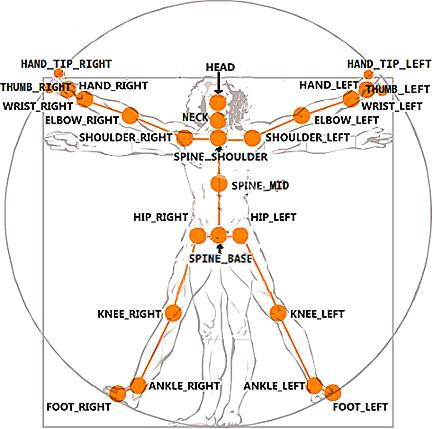 HAND_TIP_RIGHT
HAND_TIP_LEFT
HEAD
THUMB_RIGHT
HAND_RIGHT
HAND_LEFT
THUMB_LEFT
WRIST_RIGHT
WRIST_LEFT
ELBOW_RIGHT
NECK
ELBOW_LEFT
SHOULDER_RIGHT
SHOULDER_LEFT
SPINE_SHOULDER
SPINE_MID
HIP_RIGHT
HIP_LEFT
SPINE_BASE
KNEE_RIGHT
KNEE_LEFT
ANKLE_RIGHT
ANKLE_LEFT
FOOT_RIGHT
FOOT_LEFT